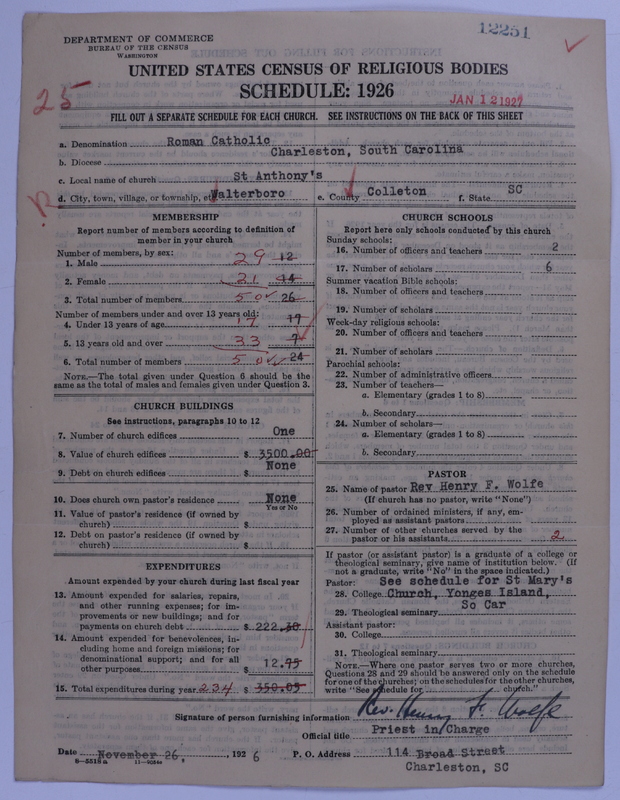 12251
DEPARTMENT OF COMMERCE
BUREAU OF THE CENSUS
WASHINGTON
UNITED STATES CENSUS OF RELIGIOUS BODIES
SCHEDULE: 1926
25
JAN 12 1927
FILL OUT A SEPARATE SCHEDULE FOR EACH CHURCH. SEE INSTRUCTIONS ON THE BACK OF THIS SHEET
a. Denomination Roman Catholic
b. Diocese Charleston, South Carolina
c. Local name of church St Anthony's
d. City, town, village, or township, etc Walterboro e. County Colleton f. State SC
R
MEMBERSHIP
Report number of members according to definition of
member in your church
Number of members, by sex:
1. Male 29 12
2. Female 21 14
3. Total number of members 50 26
Number of members under and over 13 years old:
4. Under 13 years of age 17 17
5. 13 years old and over 33 7
6. Total number of members 50 24
NOTE.—The total given under Question 6 should be the
same as the total of males and females given under Question 3.
CHURCH BUILDINGS
See instructions, paragraphs 10 to 12
7. Number of church edifices One
8. Value of church edifices $ 3500.00
9. Debt on church edifices $ None
10. Does church own pastor's residence None
Yes or No
11. Value of pastor's residence (if owned by
church) $
12. Debt on pastor's residence (if owned by
church) $
EXPENDITURES
Amount expended by your church during last fiscal year
13. Amount expended for salaries, repairs,
and other running expenses; for im-
provements or new buildings; and for
payments on church debt $ 222.30
14. Amount expended for benevolences, in-
cluding home and foreign missions; for
denominational support; and for all
other purposes $ 12.75
15. Total expenditures during year 234 $ 350.05
CHURCH SCHOOLS
Report here only schools conducted by this church
Sunday schools:
16. Number of officers and teachers 2
17. Number of scholars 6
Summer vacation Bible schools:
18. Number of officers and teachers
19. Number of scholars
Week-day religious schools:
20. Number of officers and teachers
21. Number of scholars
Parochial schools:
22. Number of administrative officers
23. Number of teachers—
a. Elementary (grades 1 to 8)
b. Secondary
24. Number of scholars—
a. Elementary (grades 1 to 8)
b. Secondary
PASTOR
25. Name of pastor Rev Henry F. Wolfe
(If church has no pastor, write "None")
26. Number of ordained ministers, if any, em-
ployed as assistant pastors
27. Number of other churches served by the
pastor or his assistants 2
If pastor (or assistant pastor) is a graduate of a college or
theological seminary, give name of institution below. (If
not a graduate, write "No" in the space indicated.)
Pastor: See schedule for St Mary's
28. College Church, Yonges Island,
So Car
29. Theological seminary
Assistant pastor:
30. College
31. Theological seminary
NOTE.—Where one pastor serves two or more churches,
Questions 28 and 29 should be answered only on the schedule
for one of the churches; on the schedules for the other churches,
write "See Schedule for church."
Signature of person furnishing information Rev. Henry F. Wolfe
Official title Priest in Charge
Date November 26, 1926 P. O. Address 114 Broad Street
8-5518a
Charleston, SC